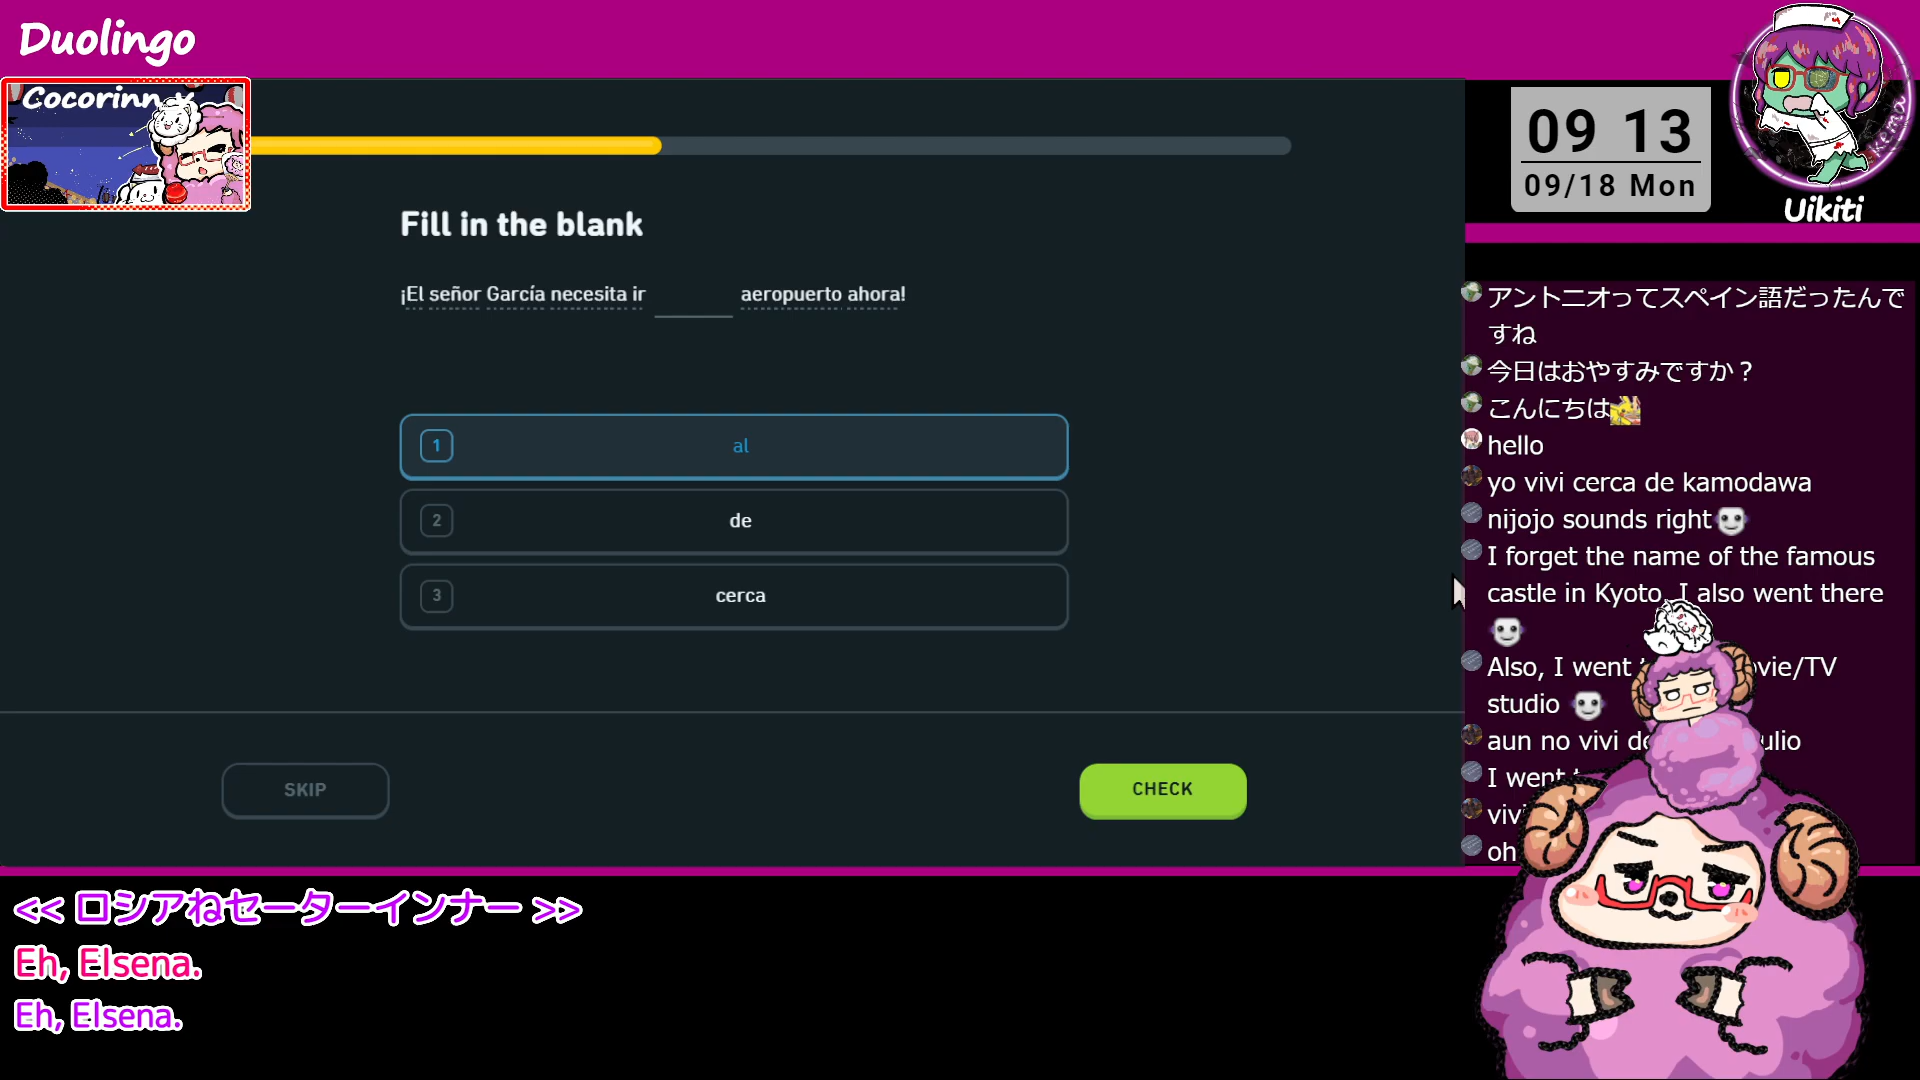 Duolingo
Cocorinn
Fill in the blank
¡El señor García necesita ir ______ aeropuerto ahora!
1 al
2 de
3 cerca
SKIP
CHECK
09 13
09/18 Mon
Uikiti
アントニオってスペイン語だったんで
すね
今日はおやすみですか？
こんにちは
hello
yo vivi cerca de kamodawa
nijojo sounds right
I forget the name of the famous
castle in Kyoto. I also went there
Also, I went
studio
aun no vivi
I went
oh
<< ロシアねセーターインナー >>
Eh, Elsena.
Eh, Elsena.